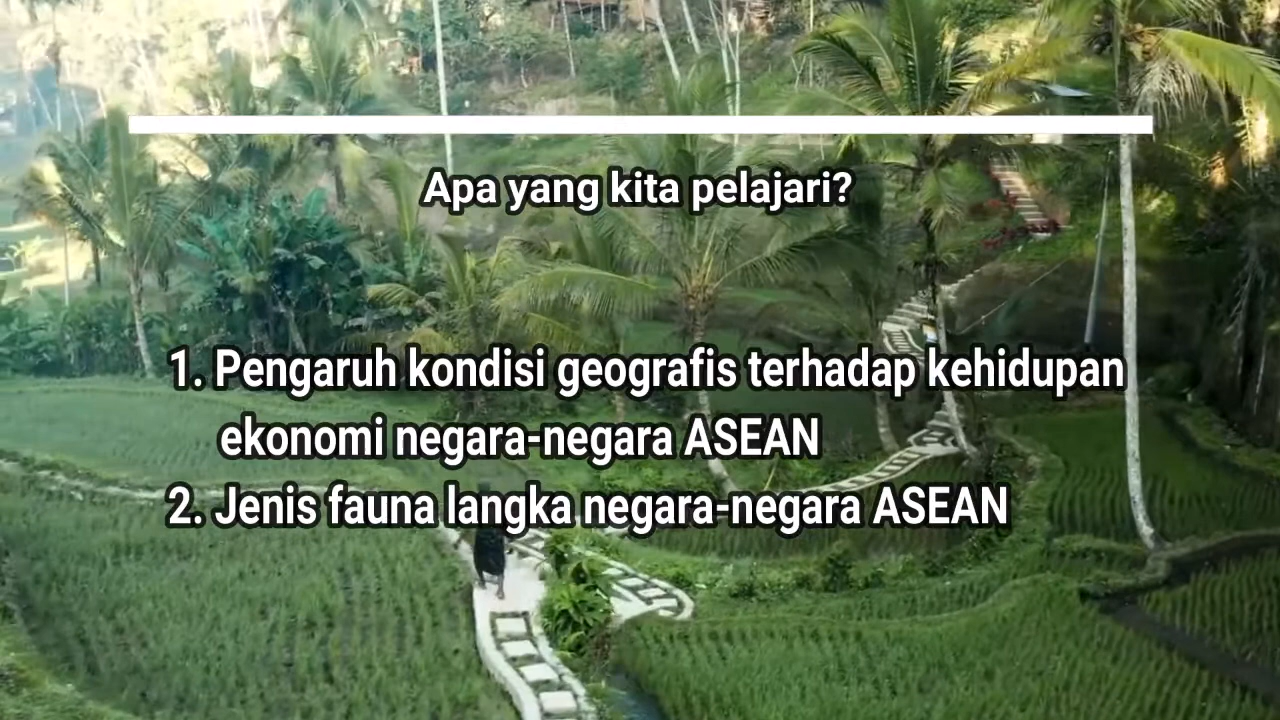 Apa yang kita pelajari?
1. Pengaruh kondisi geografis terhadap kehidupan
ekonomi negara-negara ASEAN
2. Jenis fauna langka negara-negara ASEAN